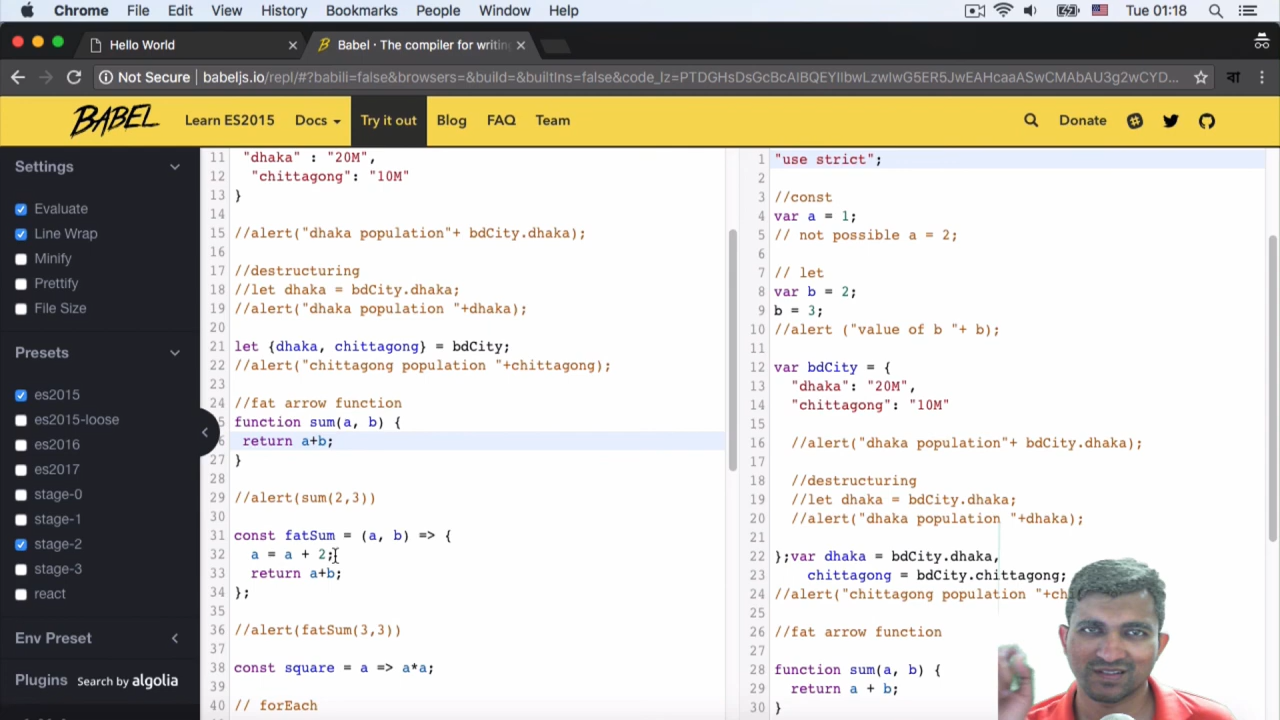 Chrome File Edit View History Bookmarks People Window Help Tue 01:18
Hello World Babel · The compiler for writin
Not Secure babeljs.io/repl/#?babili=false&browsers=&build=&builtIns=false&code_lz=PTDGHsDsGcBcAIBQEYIIbwLzwIwG5ER5JwEAHcaaASwCMAbAU3g2wCYD... বা
BABEL Learn ES2015 Docs Try it out Blog FAQ Team Donate
Settings
Evaluate
Line Wrap
Minify
Prettify
File Size
Presets
es2015
es2015-loose
es2016
es2017
stage-0
stage-1
stage-2
stage-3
react
Env Preset
Plugins Search by algolia
11 "dhaka" : "20M",
12 "chittagong": "10M"
13 }
14
15 //alert("dhaka population"+ bdCity.dhaka);
16
17 //destructuring
18 //let dhaka = bdCity.dhaka;
19 //alert("dhaka population "+dhaka);
20
21 let {dhaka, chittagong} = bdCity;
22 //alert("chittagong population "+chittagong);
23
24 //fat arrow function
5 function sum(a, b) {
6 return a+b;
27 }
28
29 //alert(sum(2,3))
30
31 const fatSum = (a, b) => {
32 a = a + 2;
33 return a+b;
34 };
35
36 //alert(fatSum(3,3))
37
38 const square = a => a*a;
39
40 // forEach
1 "use strict";
2
3 //const
4 var a = 1;
5 // not possible a = 2;
6
7 // let
8 var b = 2;
9 b = 3;
10 //alert ("value of b "+ b);
11
12 var bdCity = {
13 "dhaka": "20M",
14 "chittagong": "10M"
15
16 //alert("dhaka population"+ bdCity.dhaka);
17
18 //destructuring
19 //let dhaka = bdCity.dhaka;
20 //alert("dhaka population "+dhaka);
21
22 };var dhaka = bdCity.dhaka,
23 chittagong = bdCity.chittagong;
24 //alert("chittagong population "+ch
25
26 //fat arrow function
27
28 function sum(a, b) {
29 return a + b;
30 }